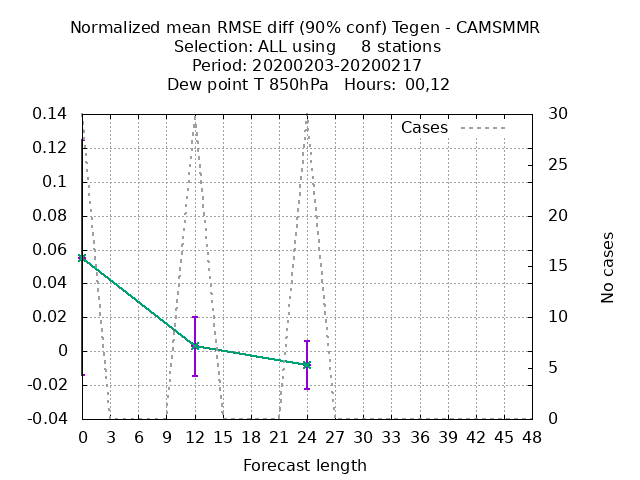 Normalized mean RMSE diff (90% conf) Tegen - CAMSMMR
Selection: ALL using     8 stations
Period: 20200203-20200217
Dew point T 850hPa   Hours:  00,12
Cases
0.14
0.12
0.1
0.08
0.06
0.04
0.02
0
-0.02
-0.04
30
25
20
15
10
5
0
No cases
0 3 6 9 12 15 18 21 24 27 30 33 36 39 42 45 48
Forecast length